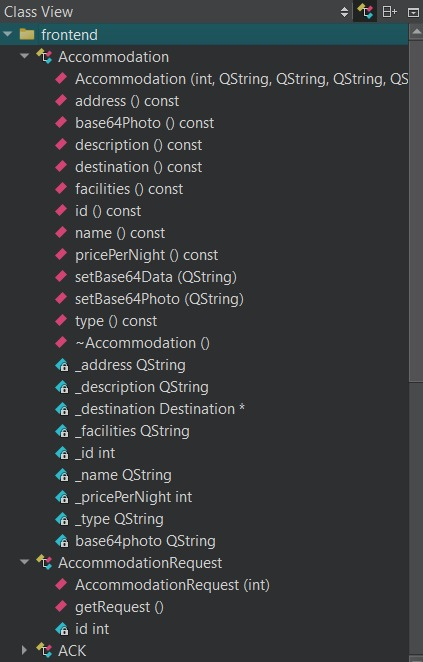 Class View
frontend
Accommodation
Accommodation (int, QString, QString, QString, QS
address () const
base64Photo () const
description () const
destination () const
facilities () const
id () const
name () const
pricePerNight () const
setBase64Data (QString)
setBase64Photo (QString)
type () const
~Accommodation ()
_address QString
_description QString
_destination Destination *
_facilities QString
_id int
_name QString
_pricePerNight int
_type QString
base64photo QString
AccommodationRequest
AccommodationRequest (int)
getRequest ()
id int
ACK